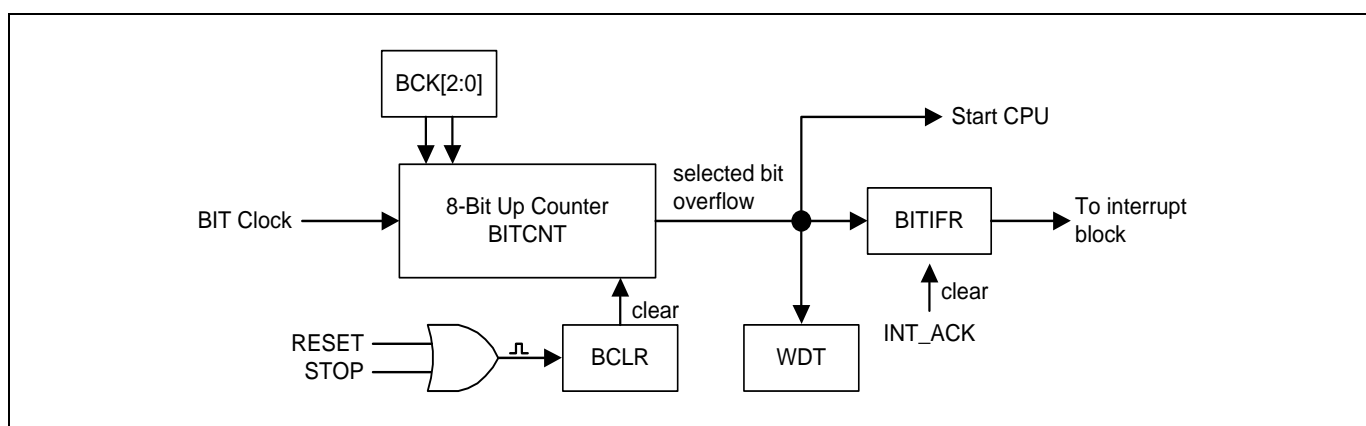 BCK[2:0]
Start CPU
selected bit
overflow
BIT Clock
8-Bit Up Counter
BITCNT
BITIFR
To interrupt
block
clear
clear
INT_ACK
RESET
STOP
BCLR
WDT